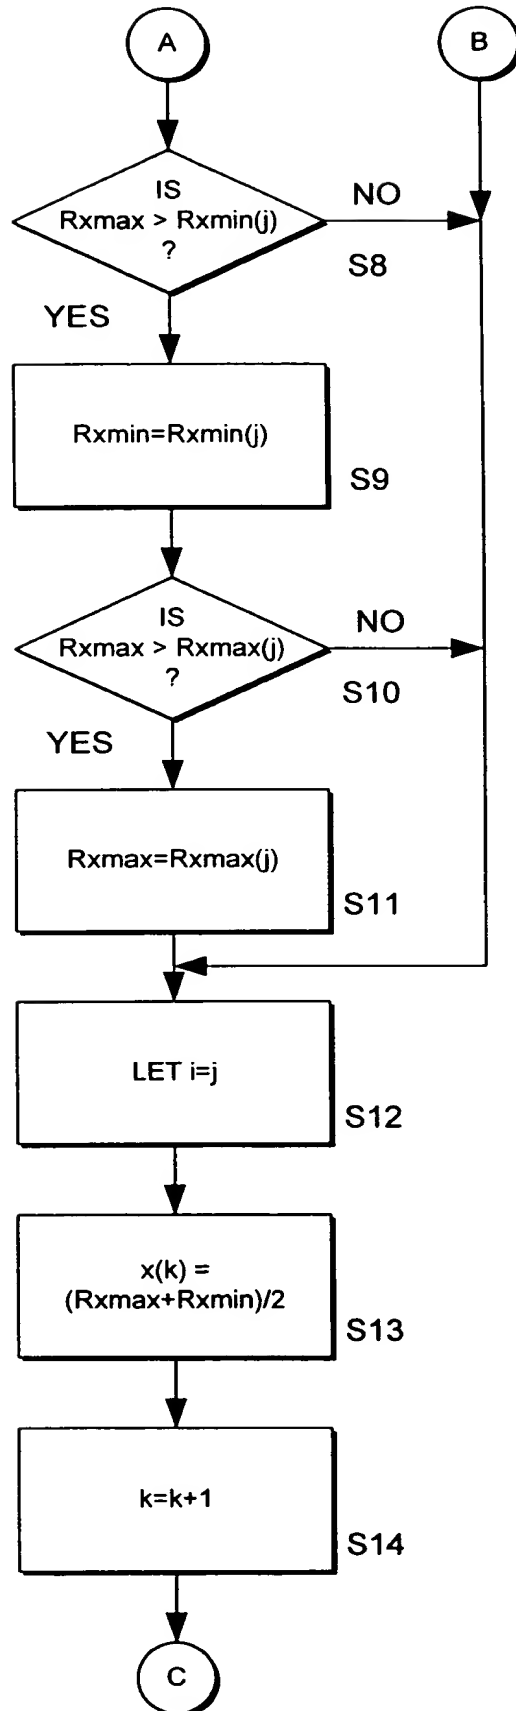 A
B
IS
Rxmax > Rxmin(j)
?
NO
S8
YES
Rxmin=Rxmin(j)
S9
IS
Rxmax > Rxmax(j)
?
NO
S10
YES
Rxmax=Rxmax(j)
S11
LET i=j
S12
x(k) =
(Rxmax+Rxmin)/2
S13
k=k+1
S14
C